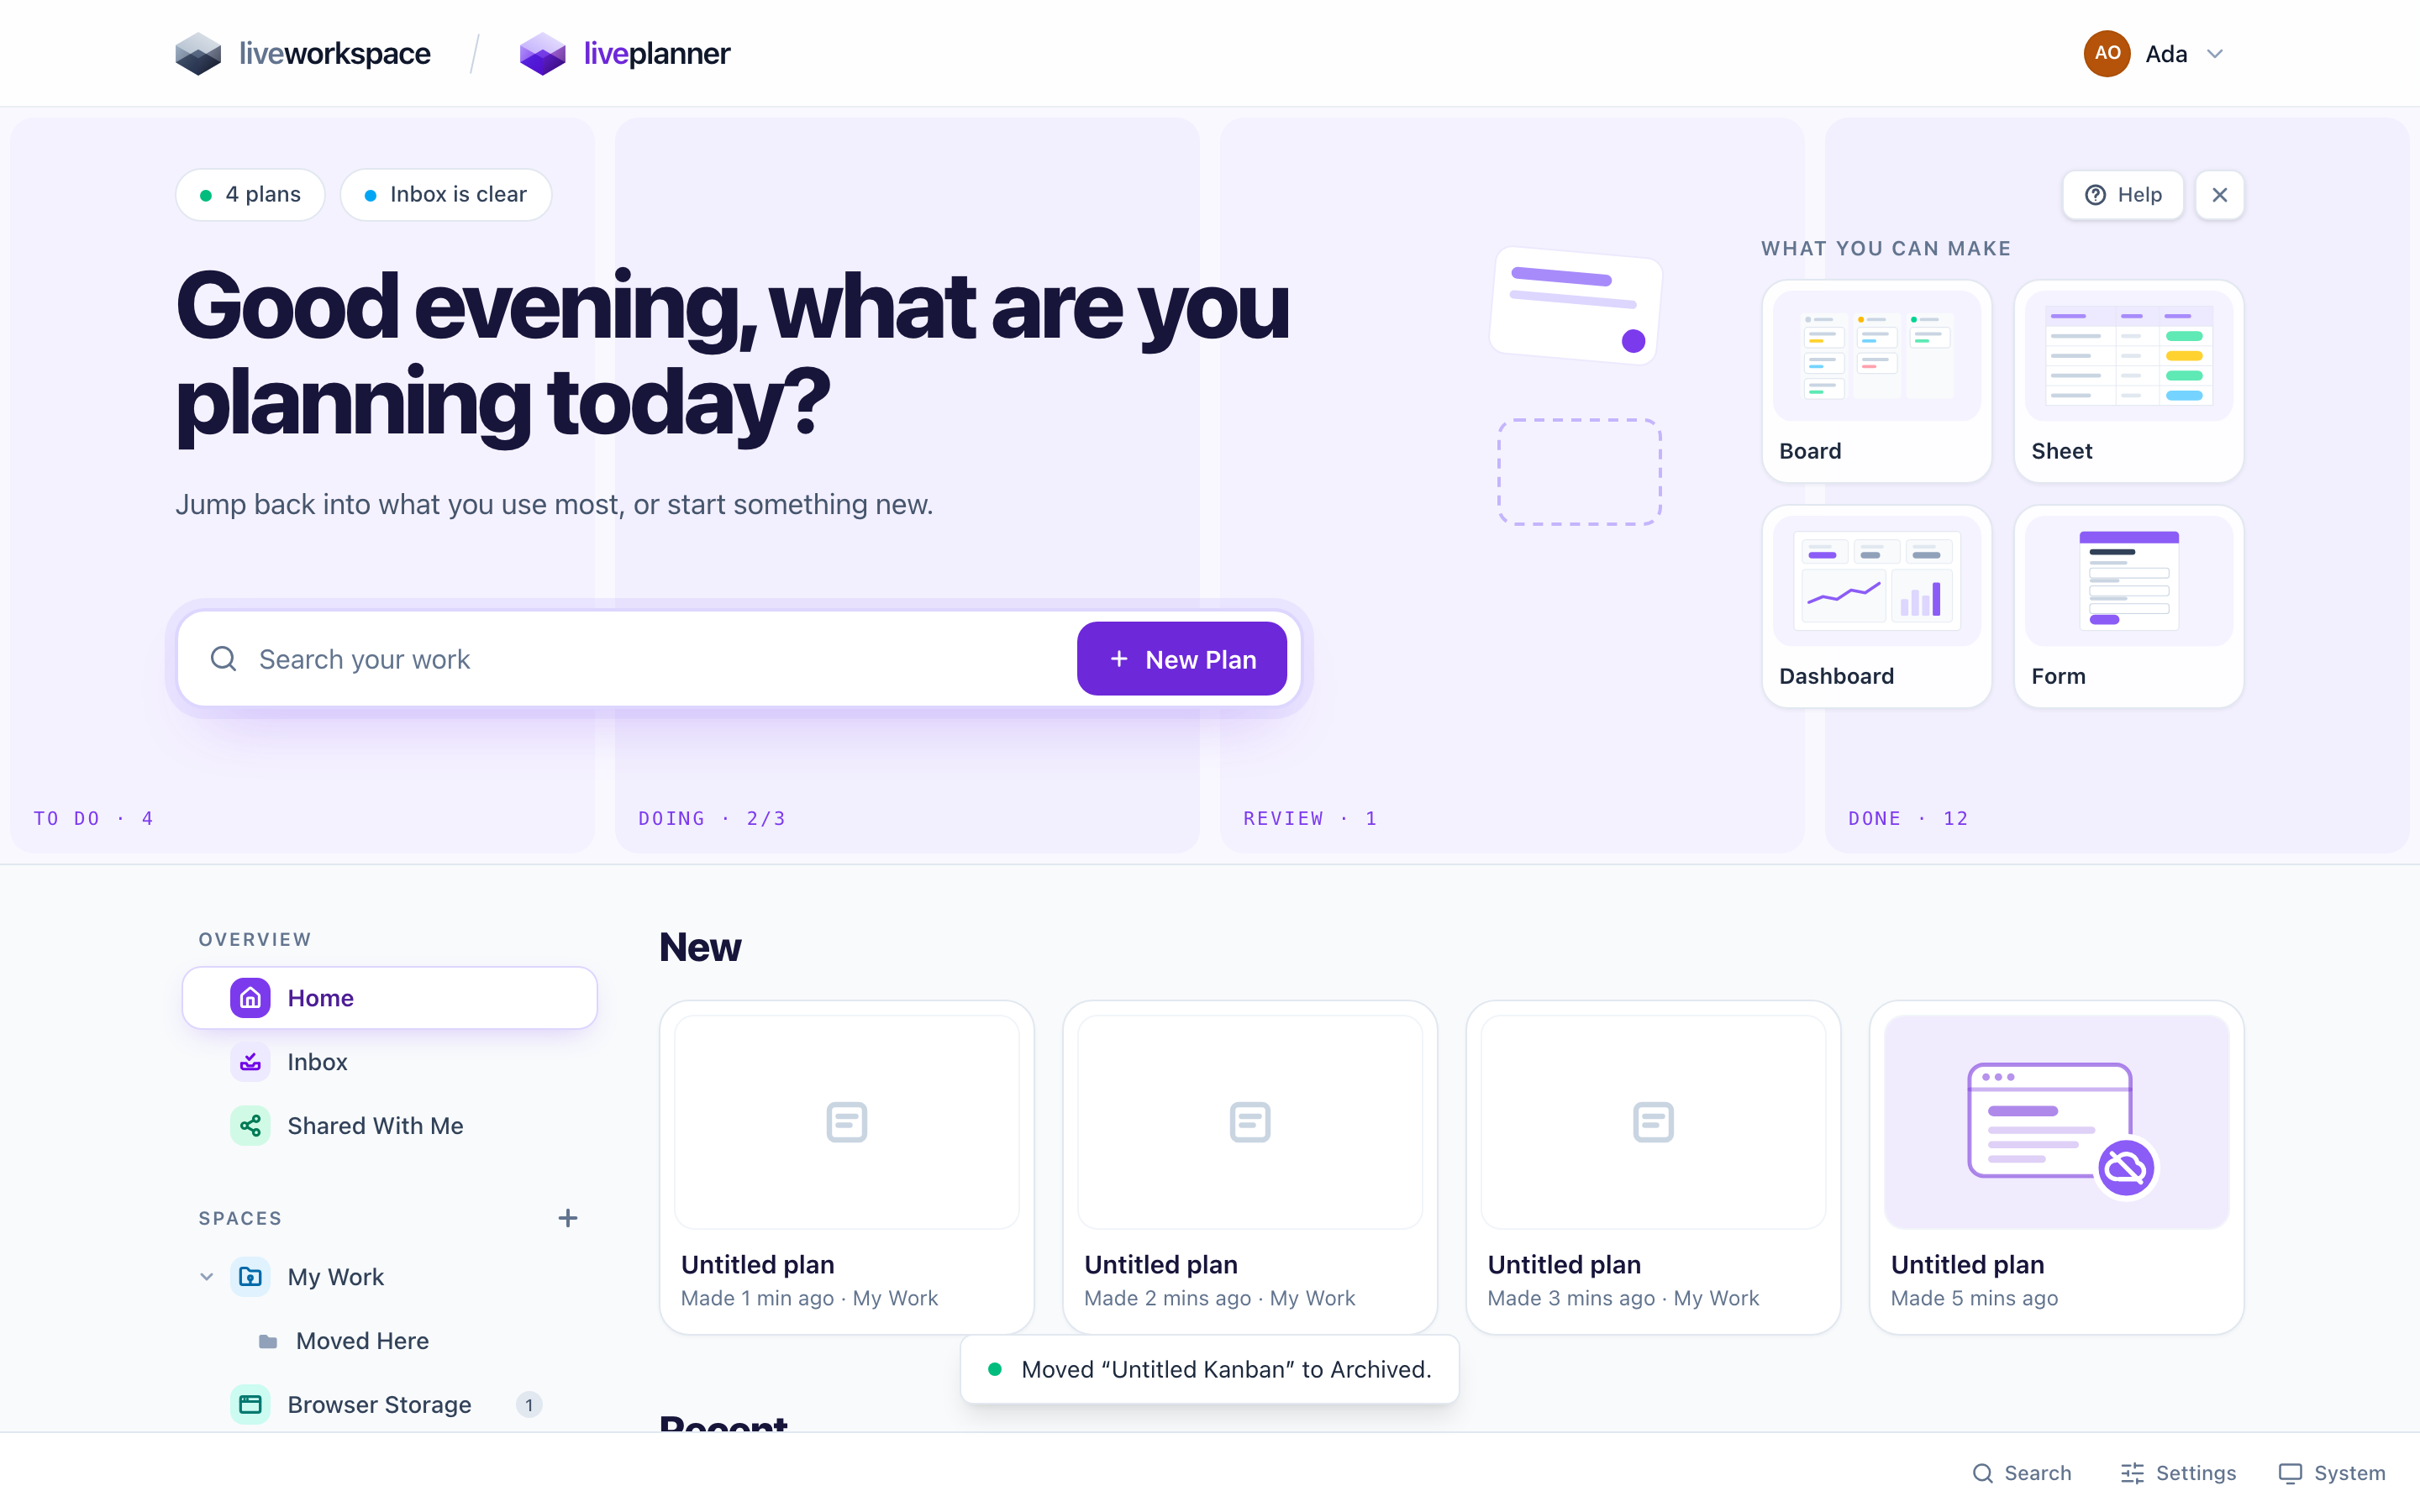 liveworkspace
liveplanner
AO
Ada
4 plans
Inbox is clear
Help
WHAT YOU CAN MAKE
Good evening, what are you
planning today?
Jump back into what you use most, or start something new.
Board
Sheet
Dashboard
Form
Search your work
+ New Plan
TO DO · 4
DOING · 2/3
REVIEW · 1
DONE · 12
OVERVIEW
Home
Inbox
Shared With Me
SPACES
My Work
Moved Here
Browser Storage
1
New
Untitled plan
Made 1 min ago · My Work
Untitled plan
Made 2 mins ago · My Work
Untitled plan
Made 3 mins ago · My Work
Untitled plan
Made 5 mins ago
Moved “Untitled Kanban” to Archived.
Recent
Search
Settings
System